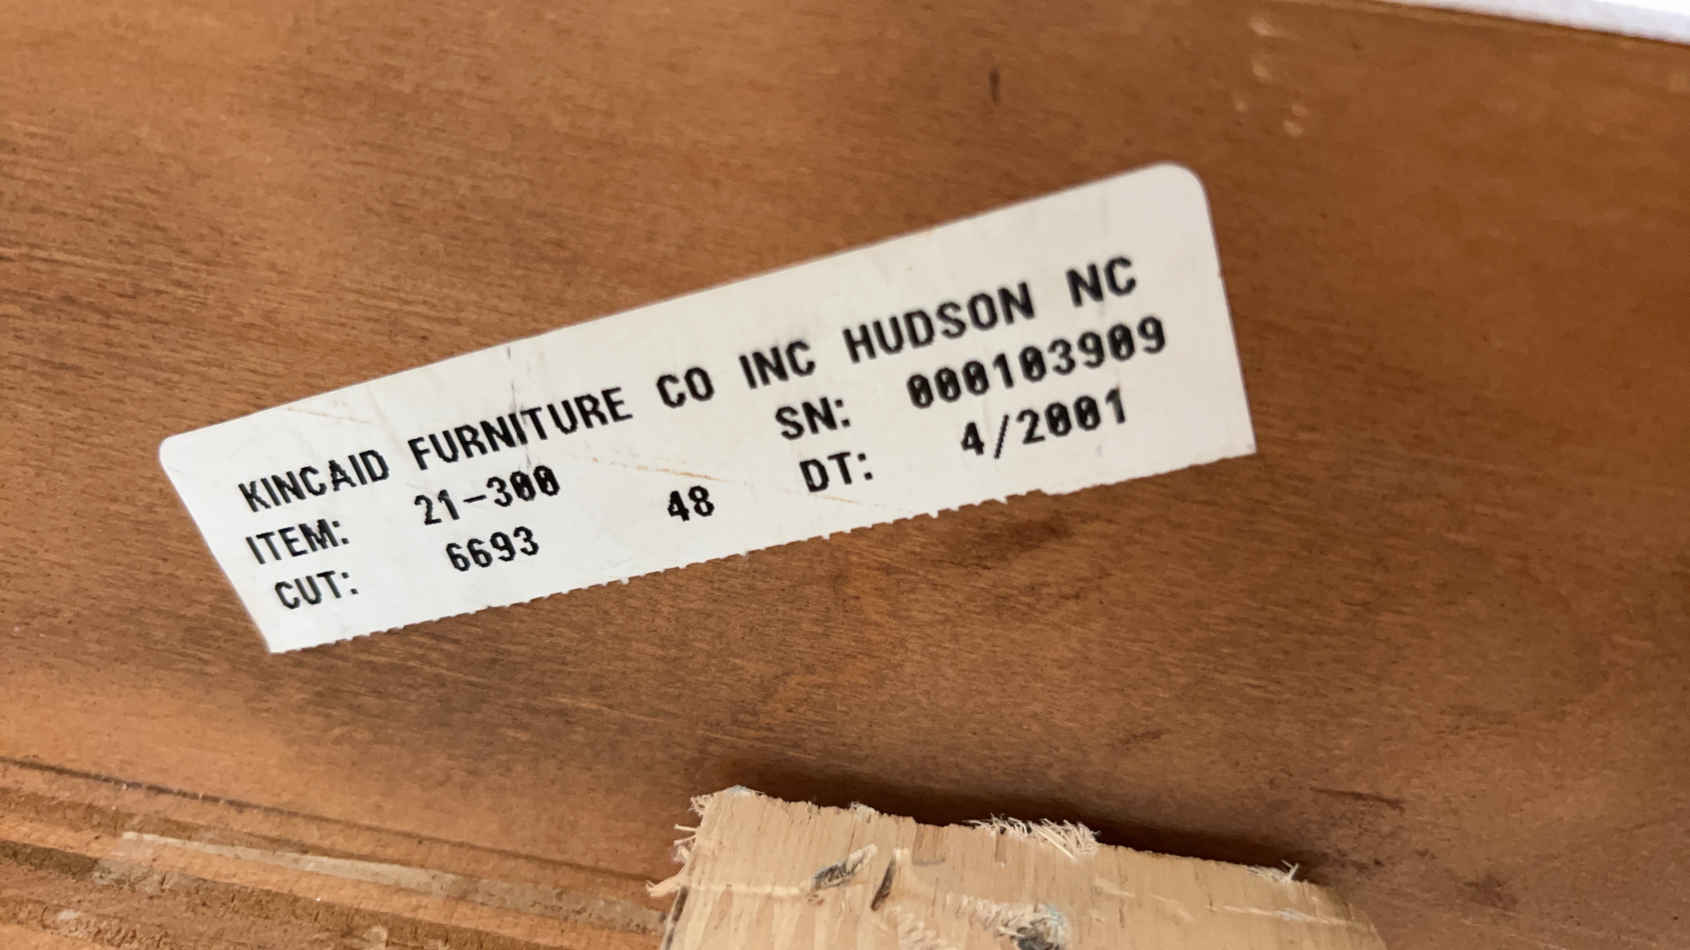 KINCAID FURNITURE CO INC HUDSON NC
ITEM: 21-300 SN: 000103909
CUT: 6693 48 DT: 4/2001